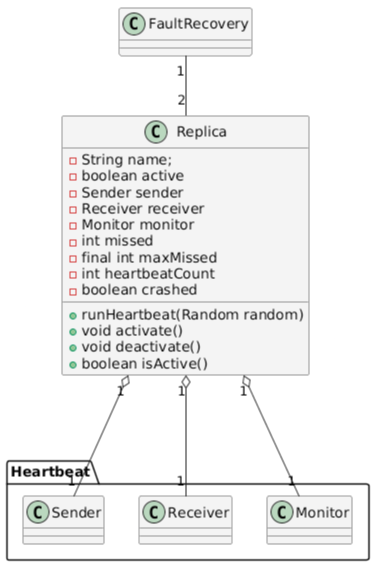 C FaultRecovery
1
2
C Replica
String name;
boolean active
Sender sender
Receiver receiver
Monitor monitor
int missed
final int maxMissed
int heartbeatCount
boolean crashed
runHeartbeat(Random random)
void activate()
void deactivate()
boolean isActive()
1 1 1
Heartbeat
1 1 1
C Sender C Receiver C Monitor